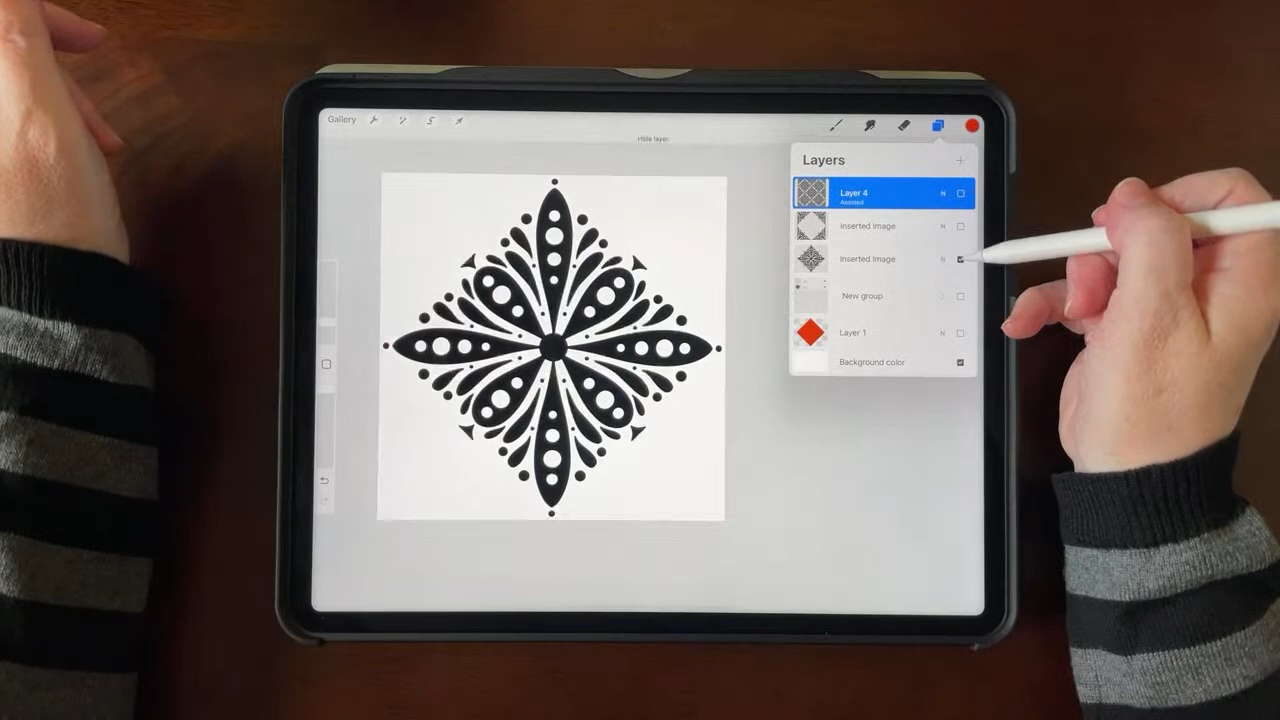 Gallery
Hide layer
Layers
Layer 4 N
Assisted
Inserted Image N
Inserted Image N
New group
Layer 1 N
Background color